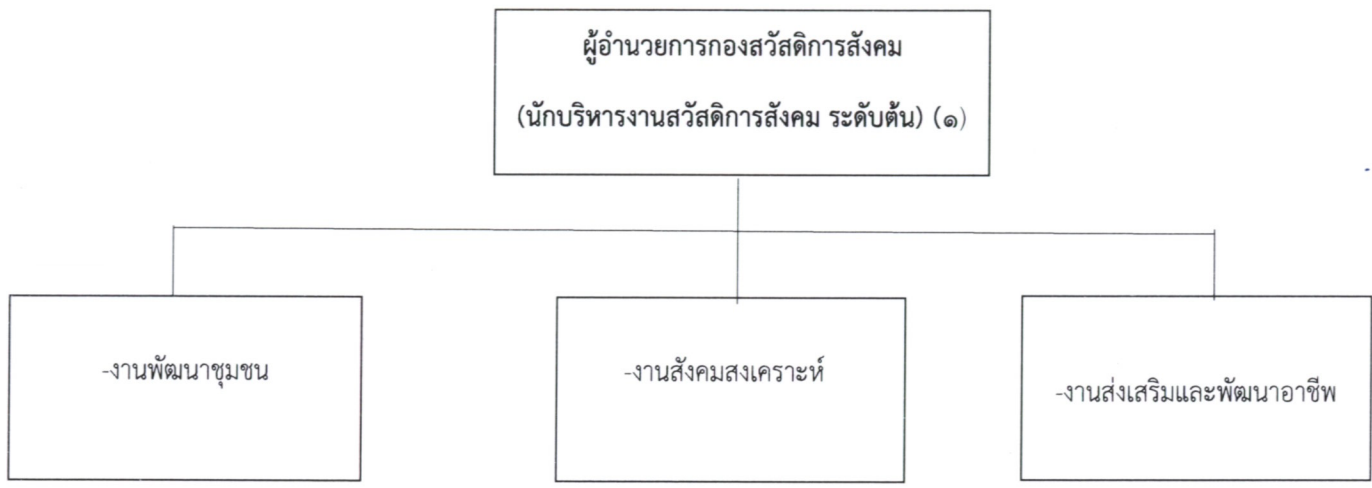 ผู้อำนวยการกองสวัสดิการสังคม
(นักบริหารงานสวัสดิการสังคม ระดับต้น) (๑)
-งานพัฒนาชุมชน
-งานสังคมสงเคราะห์
-งานส่งเสริมและพัฒนาอาชีพ